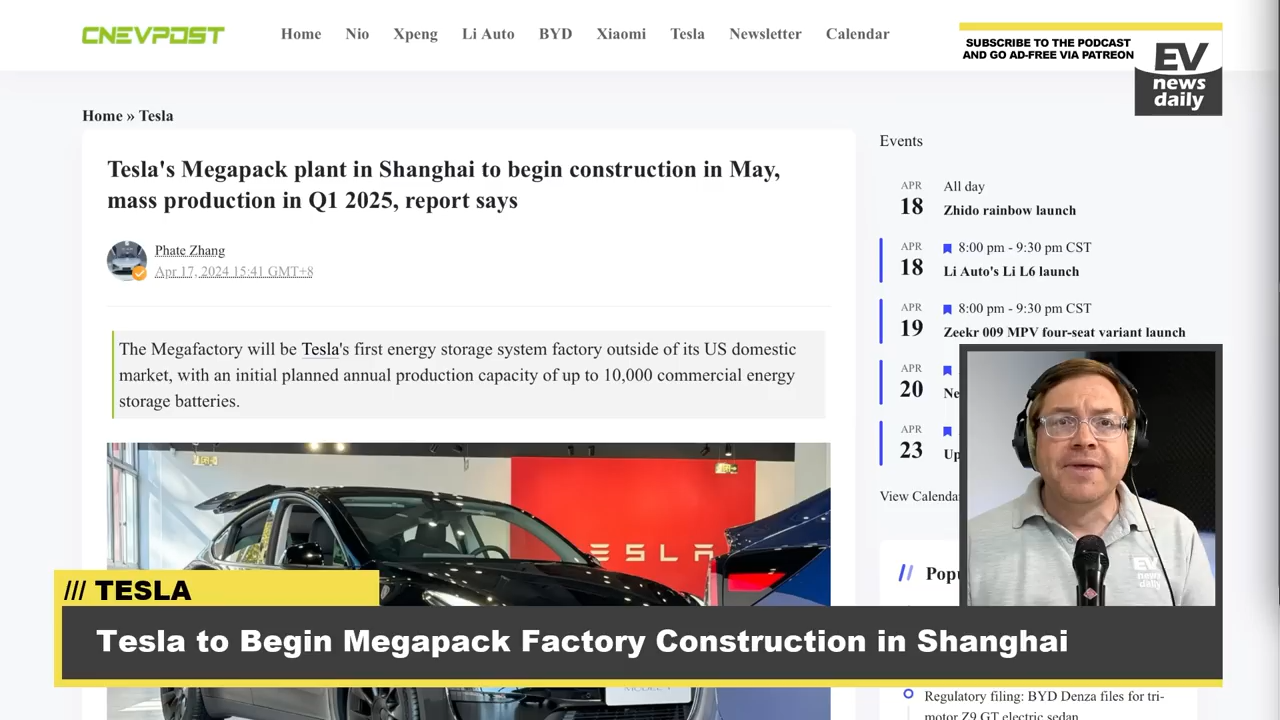 CNEVPOST
Home Nio Xpeng Li Auto BYD Xiaomi Tesla Newsletter Calendar
SUBSCRIBE TO THE PODCAST
AND GO AD-FREE VIA PATREON
EV
news
daily
Home » Tesla
Tesla's Megapack plant in Shanghai to begin construction in May,
mass production in Q1 2025, report says
Phate Zhang
Apr 17, 2024 15:41 GMT+8
The Megafactory will be Tesla's first energy storage system factory outside of its US domestic
market, with an initial planned annual production capacity of up to 10,000 commercial energy
storage batteries.
Events
APR
18
All day
Zhido rainbow launch
APR
18
8:00 pm - 9:30 pm CST
Li Auto's Li L6 launch
APR
19
8:00 pm - 9:30 pm CST
Zeekr 009 MPV four-seat variant launch
APR
20
Ne
APR
23
Up
View Calenda
Popu
TESLA
EV
news
daily
/// TESLA
Tesla to Begin Megapack Factory Construction in Shanghai
Regulatory filing: BYD Denza files for tri-
motor Z9 GT electric sedan